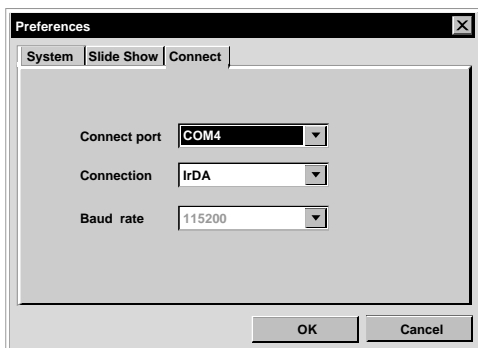 Preferences
System Slide Show Connect
Connect port COM4
Connection IrDA
Baud rate 115200
OK Cancel